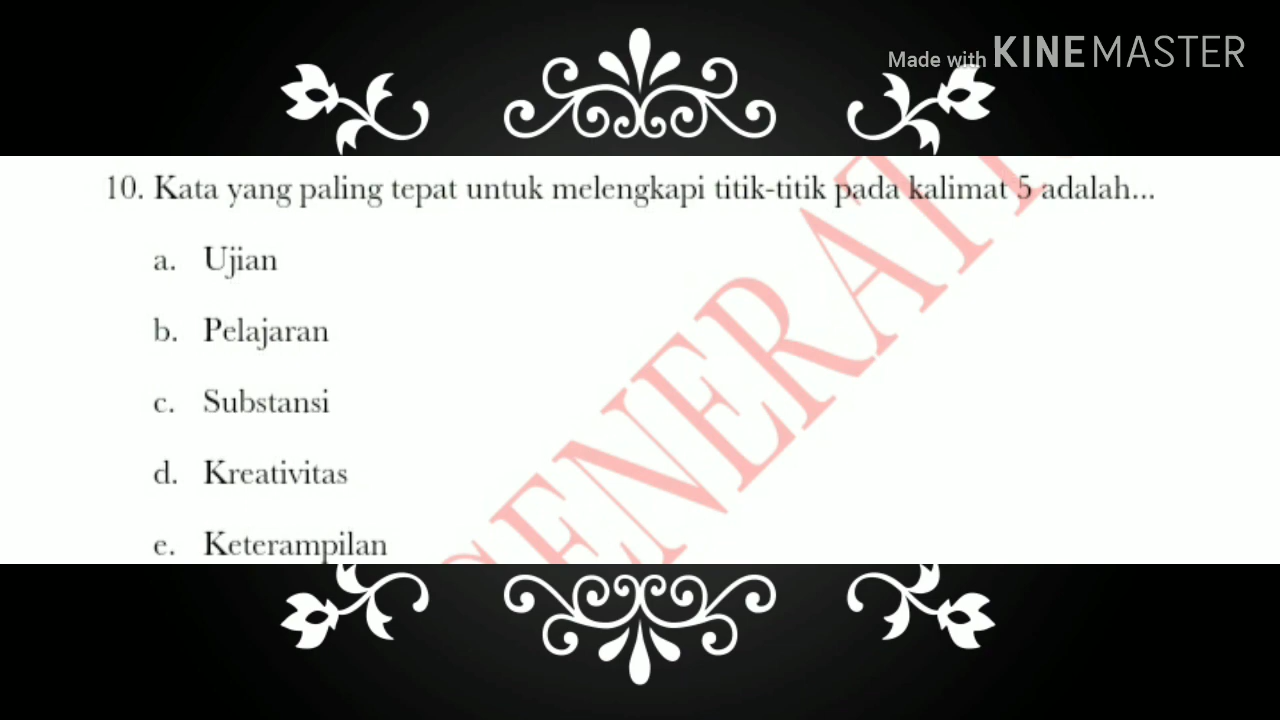 Made with KINEMASTER
10. Kata yang paling tepat untuk melengkapi titik-titik pada kalimat 5 adalah...
a. Ujian
b. Pelajaran
c. Substansi
d. Kreativitas
e. Keterampilan